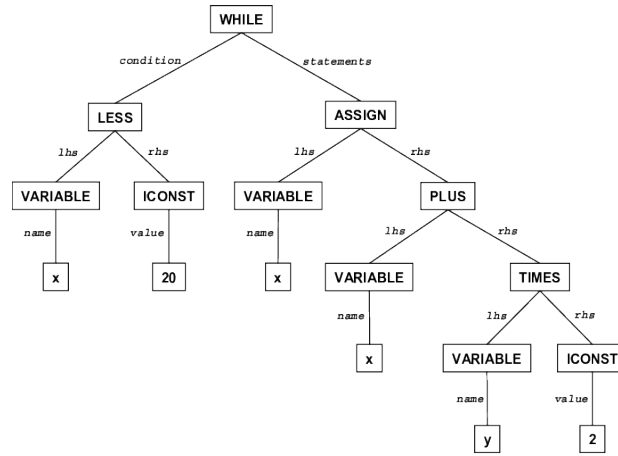 WHILE
condition statements
LESS ASSIGN
lhs rhs lhs rhs
VARIABLE ICONST VARIABLE PLUS
name value name lhs rhs
x 20 x VARIABLE TIMES
name lhs rhs
x VARIABLE ICONST
name value
y 2